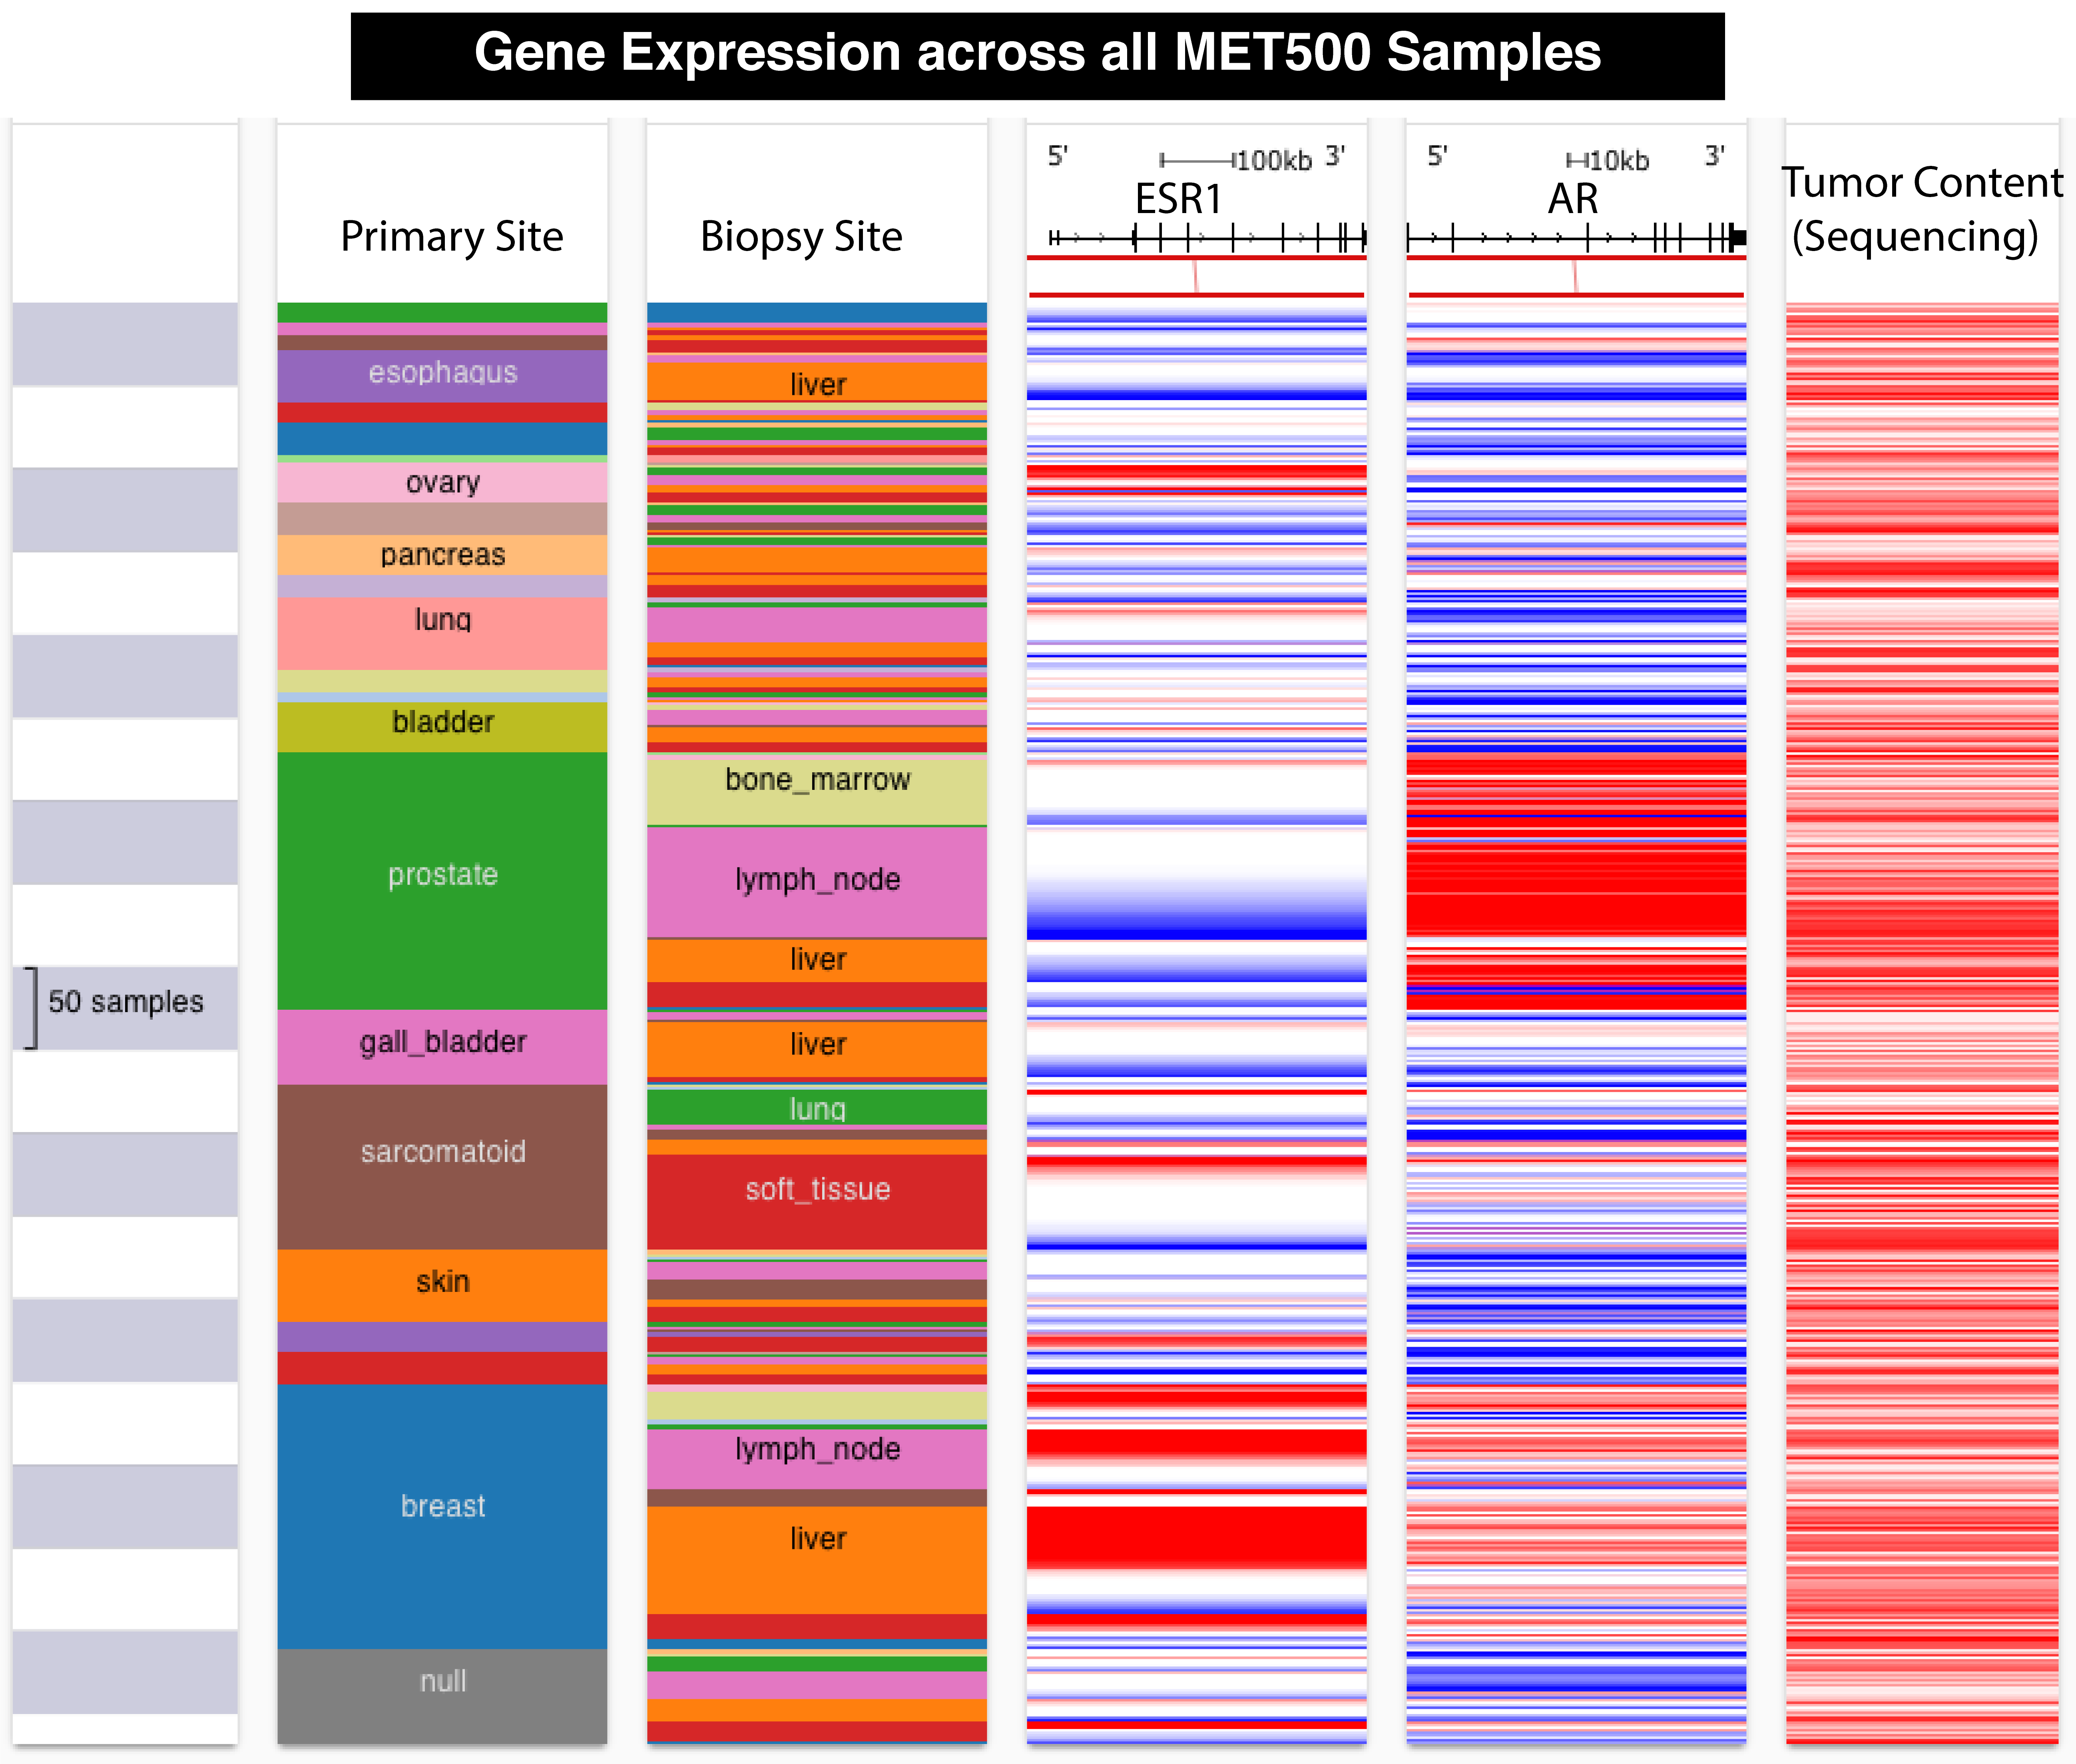 Gene Expression across all MET500 Samples
5' 100kb 3'
5' 10kb 3'
ESR1
AR
Tumor Content
(Sequencing)
Primary Site
Biopsy Site
esophagus
liver
ovary
pancreas
lung
bladder
bone_marrow
prostate
lymph_node
liver
50 samples
gall_bladder
liver
lung
sarcomatoid
soft_tissue
skin
lymph_node
breast
liver
null